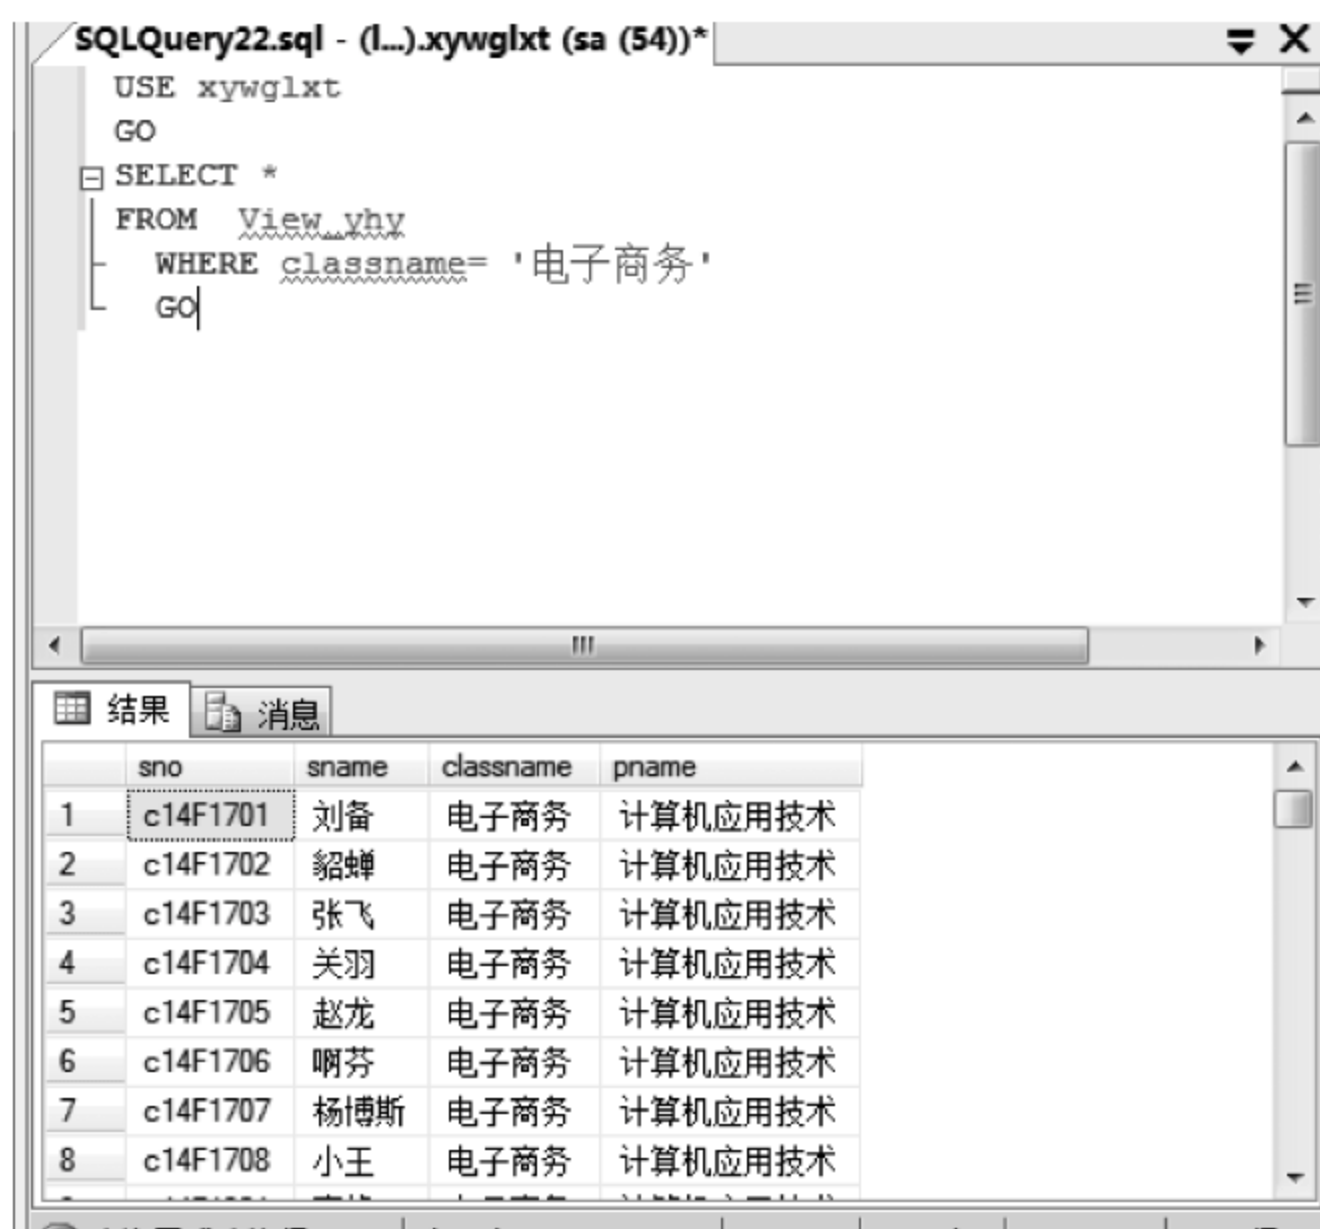 SQLQuery22.sql - (l...).xywglxt (sa (54))*
USE xywglxt
GO
SELECT *
FROM View_yhy
WHERE classname= '电子商务'
GO
结果 消息
sno sname classname pname
1 c14F1701 刘备 电子商务 计算机应用技术
2 c14F1702 貂蝉 电子商务 计算机应用技术
3 c14F1703 张飞 电子商务 计算机应用技术
4 c14F1704 关羽 电子商务 计算机应用技术
5 c14F1705 赵龙 电子商务 计算机应用技术
6 c14F1706 啊芬 电子商务 计算机应用技术
7 c14F1707 杨博斯 电子商务 计算机应用技术
8 c14F1708 小王 电子商务 计算机应用技术